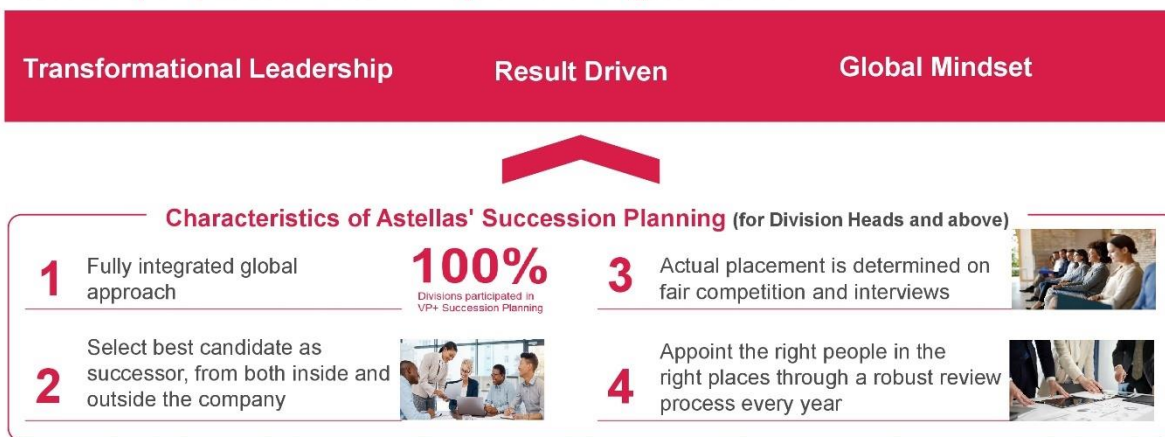 Transformational Leadership
Result Driven
Global Mindset
Characteristics of Astellas' Succession Planning (for Division Heads and above)
1
Fully integrated global
approach
100%
Divisions participated in
VP+ Succession Planning
2
Select best candidate as
successor, from both inside and
outside the company
3
Actual placement is determined on
fair competition and interviews
4
Appoint the right people in the
right places through a robust review
process every year